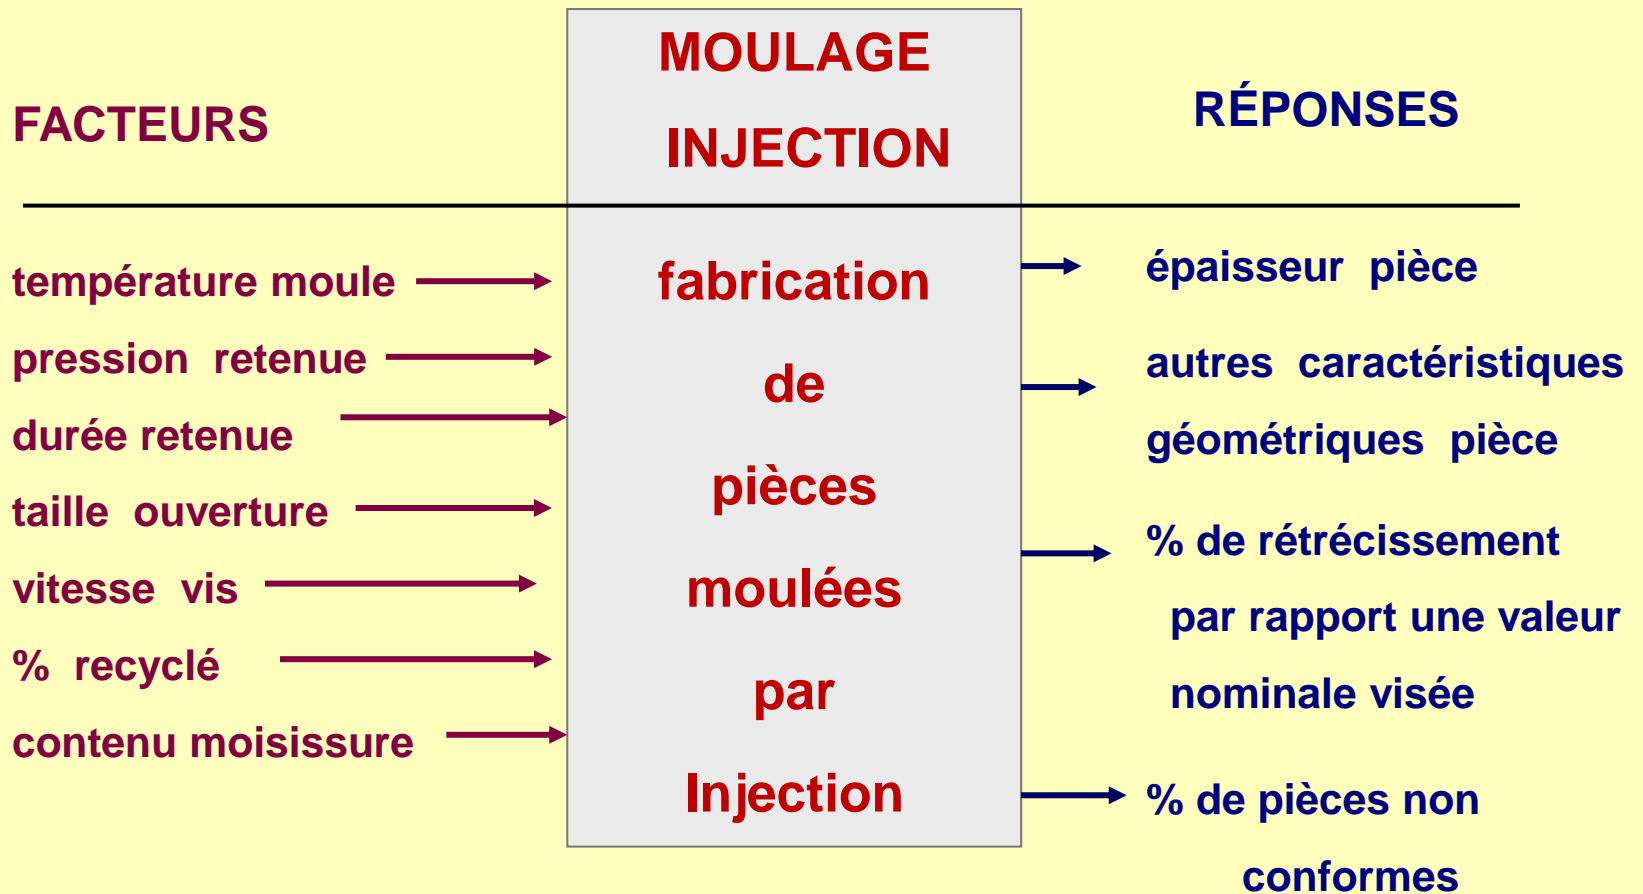 FACTEURS
MOULAGE
INJECTION
RÉPONSES
température moule
pression retenue
durée retenue
taille ouverture
vitesse vis
% recyclé
contenu moisissure
fabrication
de
pièces
moulées
par
Injection
épaisseur pièce
autres caractéristiques
géométriques pièce
% de rétrécissement
par rapport une valeur
nominale visée
% de pièces non
conformes